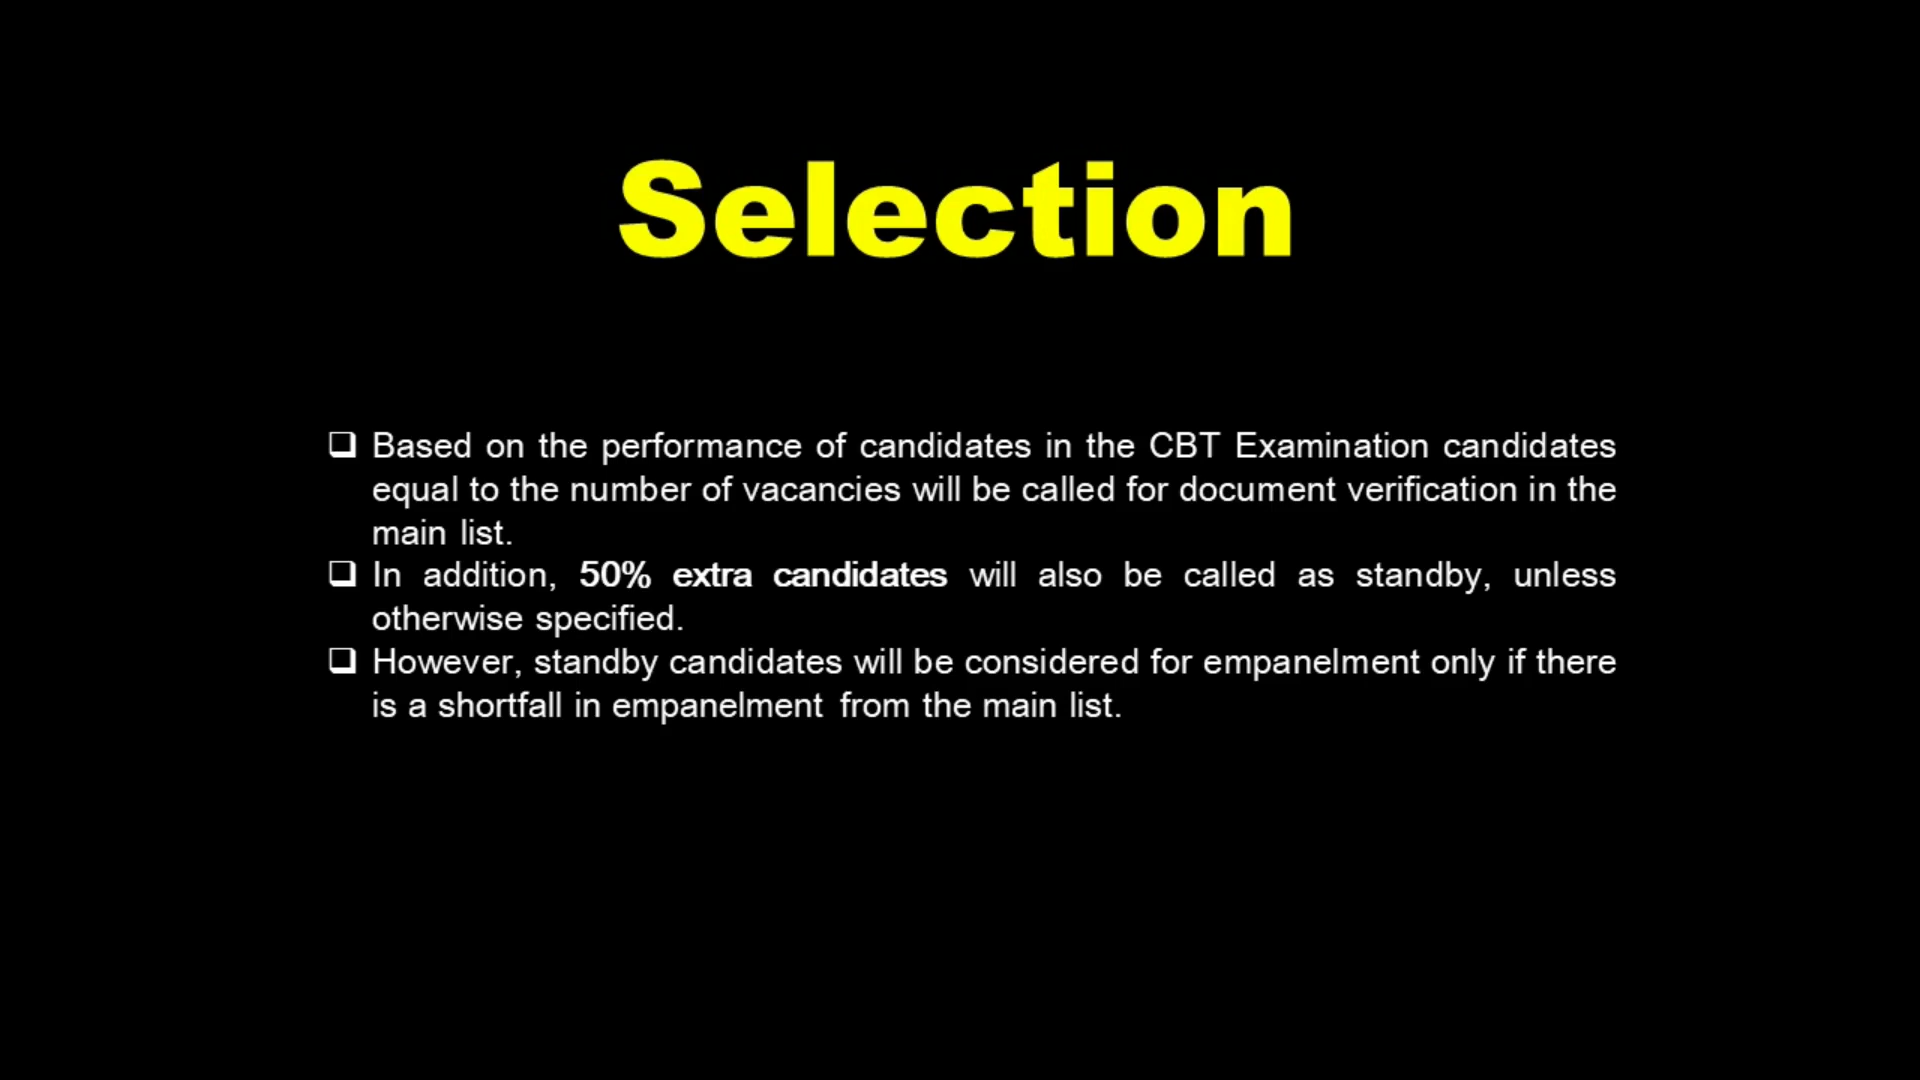 Selection
❑ Based on the performance of candidates in the CBT Examination candidates
equal to the number of vacancies will be called for document verification in the
main list.
❑ In addition, 50% extra candidates will also be called as standby, unless
otherwise specified.
❑ However, standby candidates will be considered for empanelment only if there
is a shortfall in empanelment from the main list.